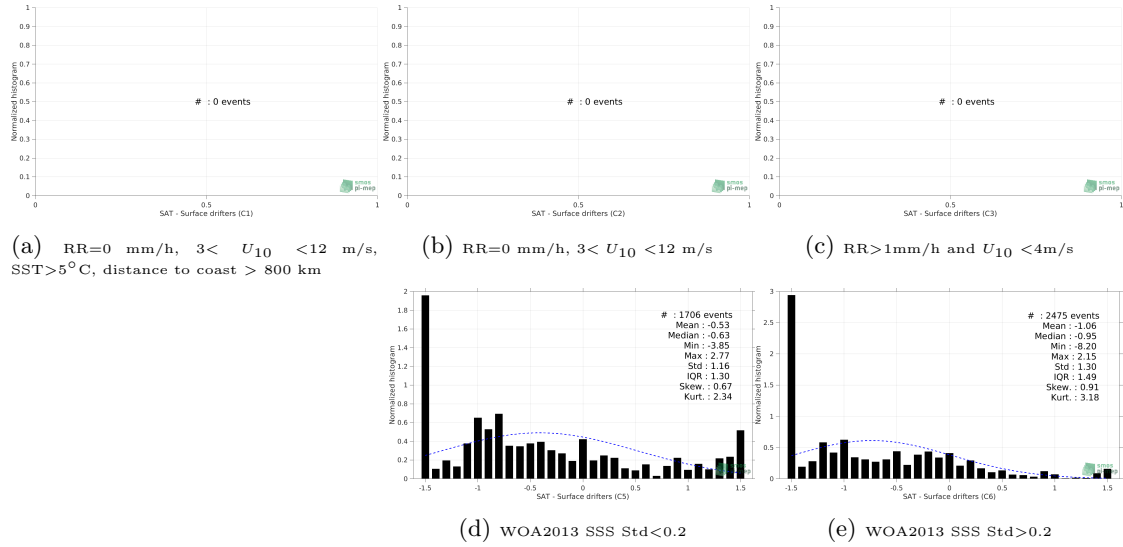 1
0.9
0.8
0.7
0.6
0.5
0.4
0.3
0.2
0.1
0
Normalized histogram
# : 0 events
smos
pi-mep
0 0.5 1
SAT - Surface drifters (C1)
(a) RR=0 mm/h, 3< U10 <12 m/s,
SST>5°C, distance to coast > 800 km
1
0.9
0.8
0.7
0.6
0.5
0.4
0.3
0.2
0.1
0
Normalized histogram
# : 0 events
smos
pi-mep
0 0.5 1
SAT - Surface drifters (C2)
(b) RR=0 mm/h, 3< U10 <12 m/s
1
0.9
0.8
0.7
0.6
0.5
0.4
0.3
0.2
0.1
0
Normalized histogram
# : 0 events
smos
pi-mep
0 0.5 1
SAT - Surface drifters (C3)
(c) RR>1mm/h and U10 <4m/s
2
1.8
1.6
1.4
1.2
1
0.8
0.6
0.4
0.2
0
Normalized histogram
# : 1706 events
Mean : -0.53
Median : -0.63
Min : -3.85
Max : 2.77
Std : 1.16
IQR : 1.30
Skew. : 0.67
Kurt. : 2.34
smos
pi-mep
-1.5 -1 -0.5 0 0.5 1 1.5
SAT - Surface drifters (C5)
(d) WOA2013 SSS Std<0.2
3
2.5
2
1.5
1
0.5
0
Normalized histogram
# : 2475 events
Mean : -1.06
Median : -0.95
Min : -8.20
Max : 2.15
Std : 1.30
IQR : 1.49
Skew. : 0.91
Kurt. : 3.18
smos
pi-mep
-1.5 -1 -0.5 0 0.5 1 1.5
SAT - Surface drifters (C6)
(e) WOA2013 SSS Std>0.2